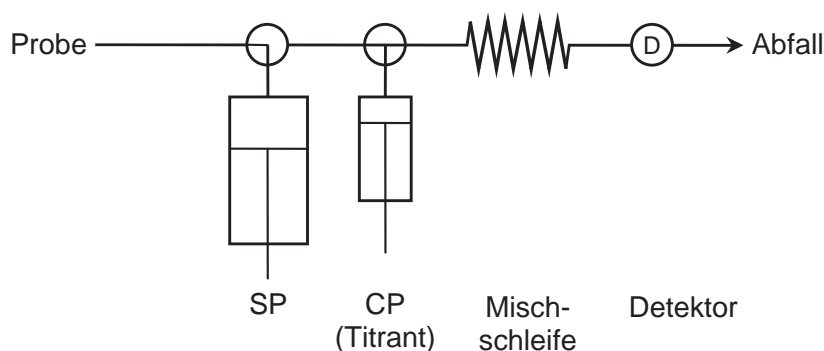 Probe
D
Abfall
SP
CP
(Titrant)
Misch-
schleife
Detektor